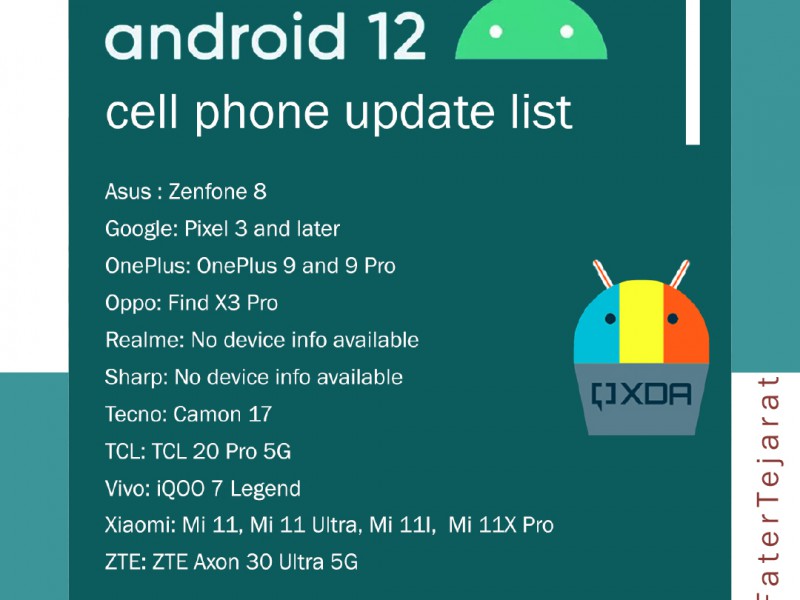 android 12
cell phone update list
Asus : Zenfone 8
Google: Pixel 3 and later
OnePlus: OnePlus 9 and 9 Pro
Oppo: Find X3 Pro
Realme: No device info available
Sharp: No device info available
Tecno: Camon 17
TCL: TCL 20 Pro 5G
Vivo: iQOO 7 Legend
Xiaomi: Mi 11, Mi 11 Ultra, Mi 11I,  Mi 11X Pro
ZTE: ZTE Axon 30 Ultra 5G
XDA
FaterTejarat